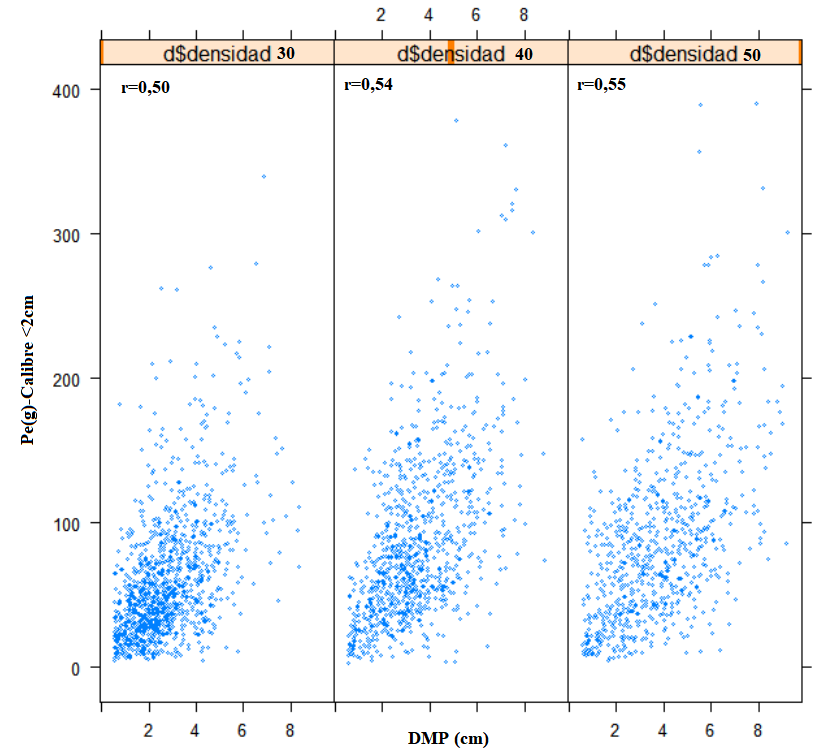 2 4 6 8
d$densidad 30 d$densidad 40 d$densidad 50
r=0,50 r=0,54 r=0,55
400
300
200
100
0
Pe(g)-Calibre <2cm
2 4 6 8 2 4 6 8
DMP (cm)